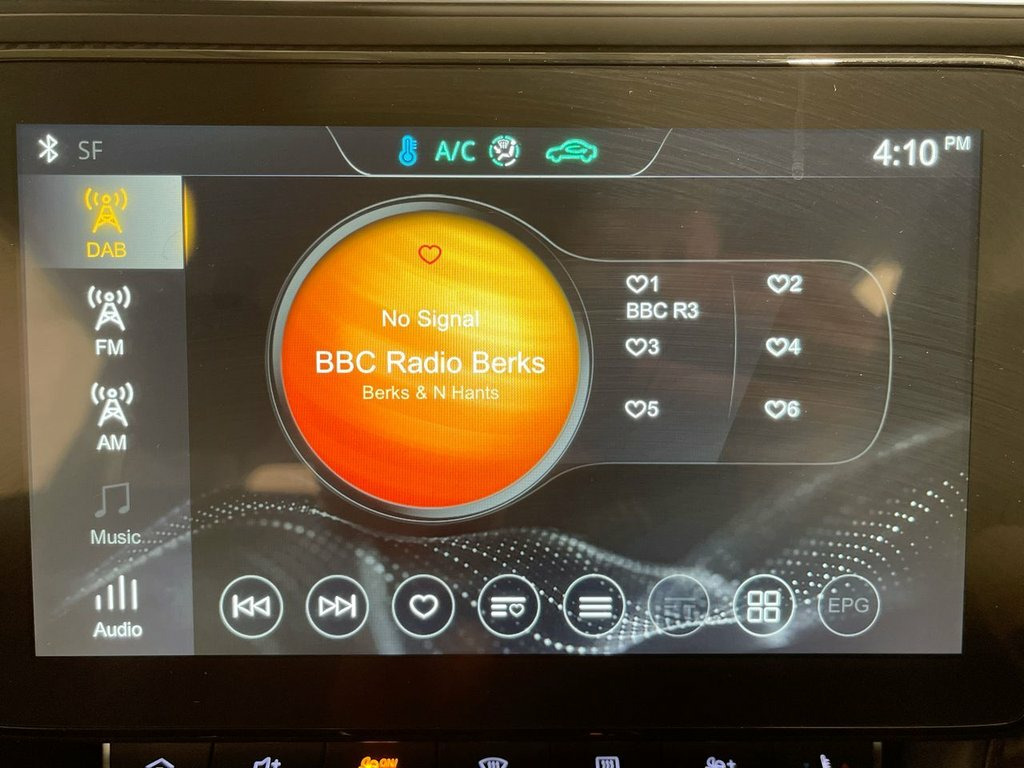 SF
A/C
4:10 PM
DAB
FM
AM
Music
Audio
No Signal
BBC Radio Berks
Berks & N Hants
1
BBC R3
2
3
4
5
6
EPG
ON